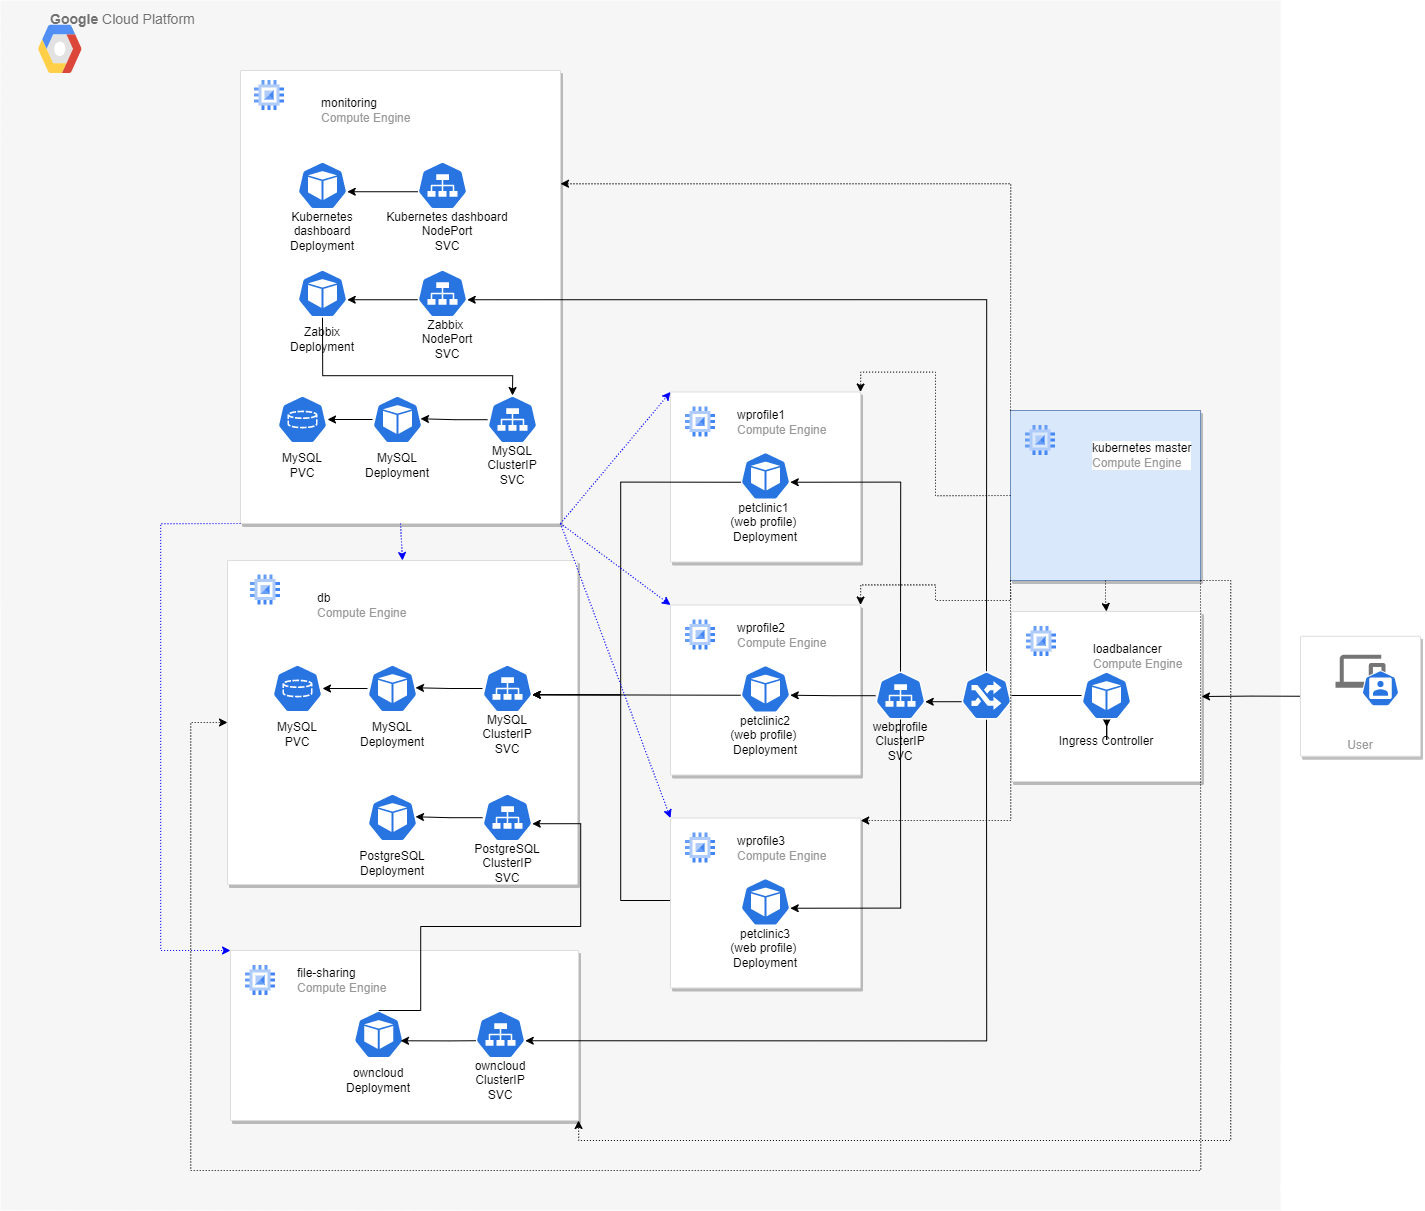 Google Cloud Platform
monitoring
Compute Engine
Kubernetes
dashboard
Deployment
Kubernetes dashboard
NodePort
SVC
Zabbix
Deployment
Zabbix
NodePort
SVC
MySQL
PVC
MySQL
Deployment
MySQL
ClusterIP
SVC
wprofile1
Compute Engine
petclinic1
(web profile)
Deployment
kubernetes master
Compute Engine
db
Compute Engine
MySQL
PVC
MySQL
Deployment
MySQL
ClusterIP
SVC
PostgreSQL
Deployment
PostgreSQL
ClusterIP
SVC
wprofile2
Compute Engine
petclinic2
(web profile)
Deployment
webprofile
ClusterIP
SVC
loadbalancer
Compute Engine
Ingress Controller
User
wprofile3
Compute Engine
petclinic3
(web profile)
Deployment
file-sharing
Compute Engine
owncloud
Deployment
owncloud
ClusterIP
SVC